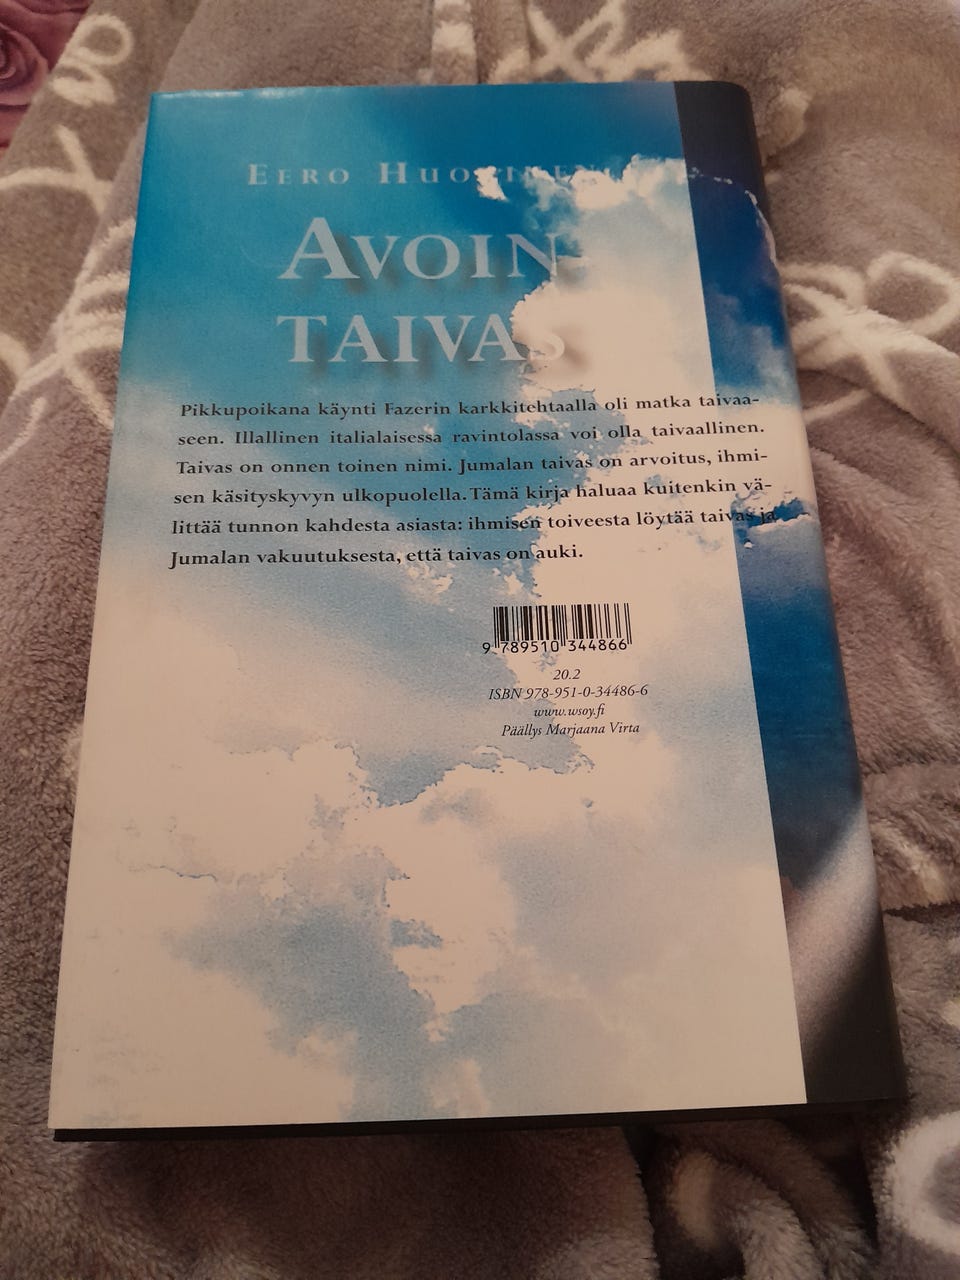 EERO HUOVINEN
AVOIN
TAIVAS
Pikkupoikana käynti Fazerin karkkitehtaalla oli matka taivaa-
seen. Illallinen italialaisessa ravintolassa voi olla taivaallinen.
Taivas on onnen toinen nimi. Jumalan taivas on arvoitus, ihmi-
sen käsityskyvyn ulkopuolella. Tämä kirja haluaa kuitenkin vä-
littää tunnon kahdesta asiasta: ihmisen toiveesta löytää taivas ja
Jumalan vakuutuksesta, että taivas on auki.
9 789510 344866
20.2
ISBN 978-951-0-34486-6
www.wsoy.fi
Päällys Marjaana Virta